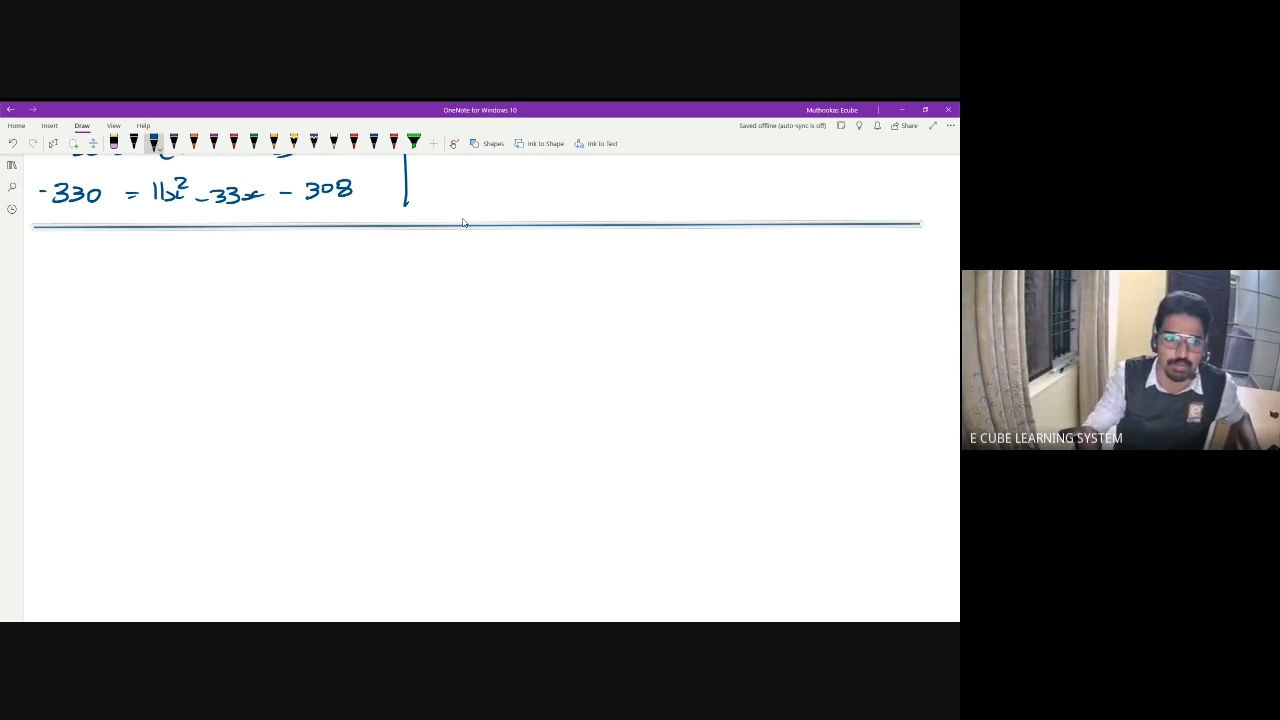 OneNote for Windows 10
Muthookas Ecube
Home Insert Draw View Help
Saved offline (auto-sync is off)
Share
Shapes Ink to Shape Ink to Text
-330 = 11x² - 33x - 308
E CUBE LEARNING SYSTEM